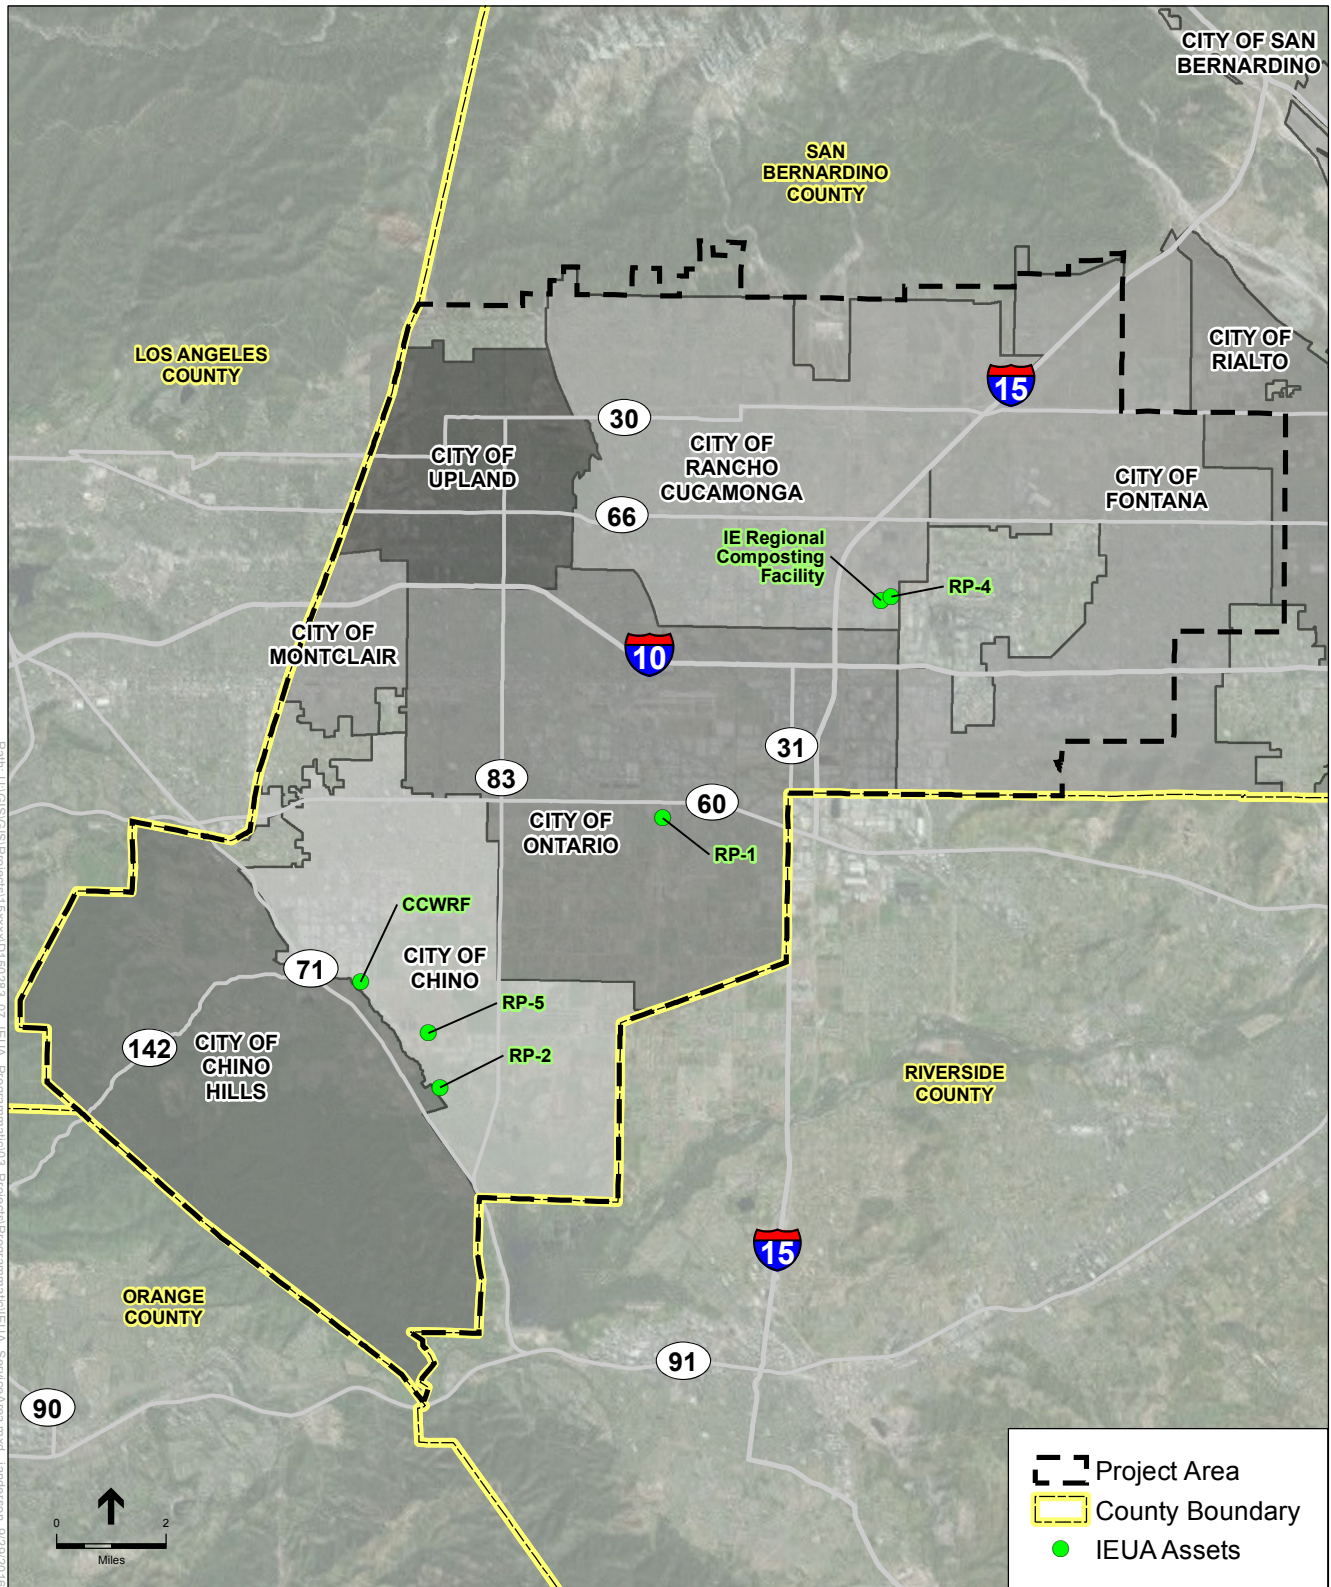 CITY OF SAN
BERNARDINO
SAN
BERNARDINO
COUNTY
LOS ANGELES
COUNTY
CITY OF
RIALTO
15
30
CITY OF
UPLAND
CITY OF
RANCHO
CUCAMONGA
CITY OF
FONTANA
66
IE Regional
Composting
Facility
RP-4
CITY OF
MONTCLAIR
10
31
83
60
CITY OF
ONTARIO
RP-1
CCWRF
CITY OF
CHINO
71
RP-5
142
CITY OF
CHINO
HILLS
RP-2
RIVERSIDE
COUNTY
15
ORANGE
COUNTY
91
90
Project Area
County Boundary
IEUA Assets
0 2
Miles